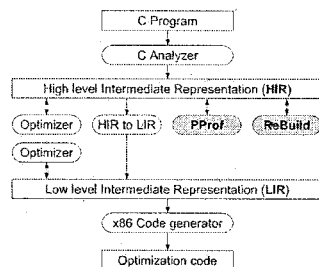 C Program
C Analyzer
High level Intermediate Representation (HIR)
Optimizer HIR to LIR PProf ReBuild
Optimizer
Low level Intermediate Representation (LIR)
x86 Code generator
Optimization code